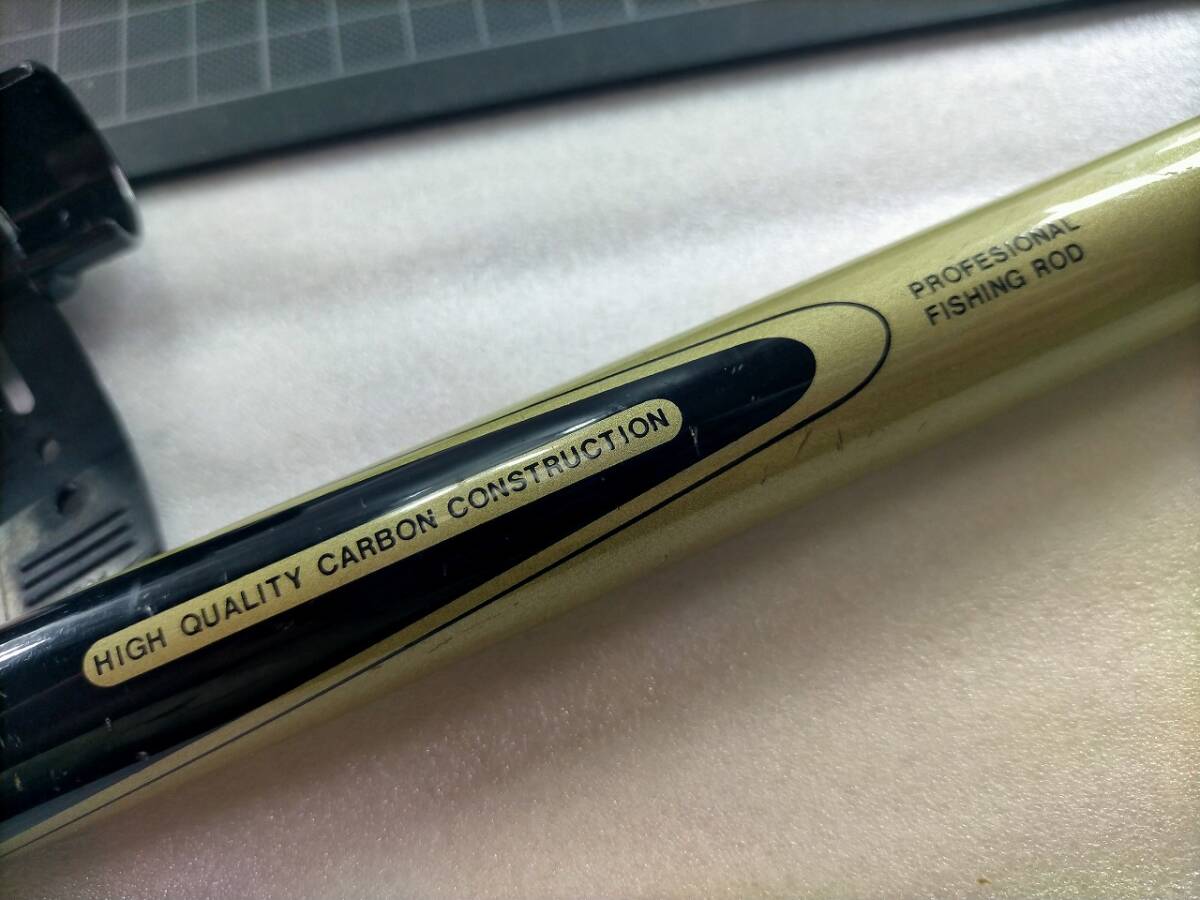 PROFESIONAL
FISHING ROD
HIGH QUALITY CARBON CONSTRUCTION